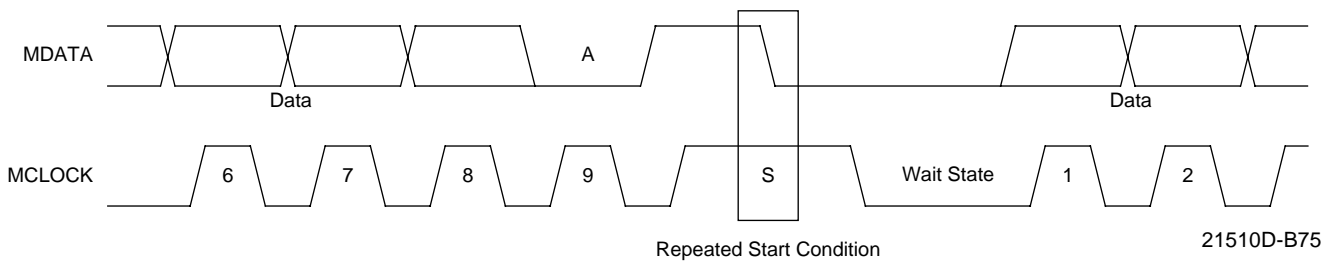 MDATA
A
Data
Data
MCLOCK
6
7
8
9
S
Wait State
1
2
Repeated Start Condition
21510D-B75